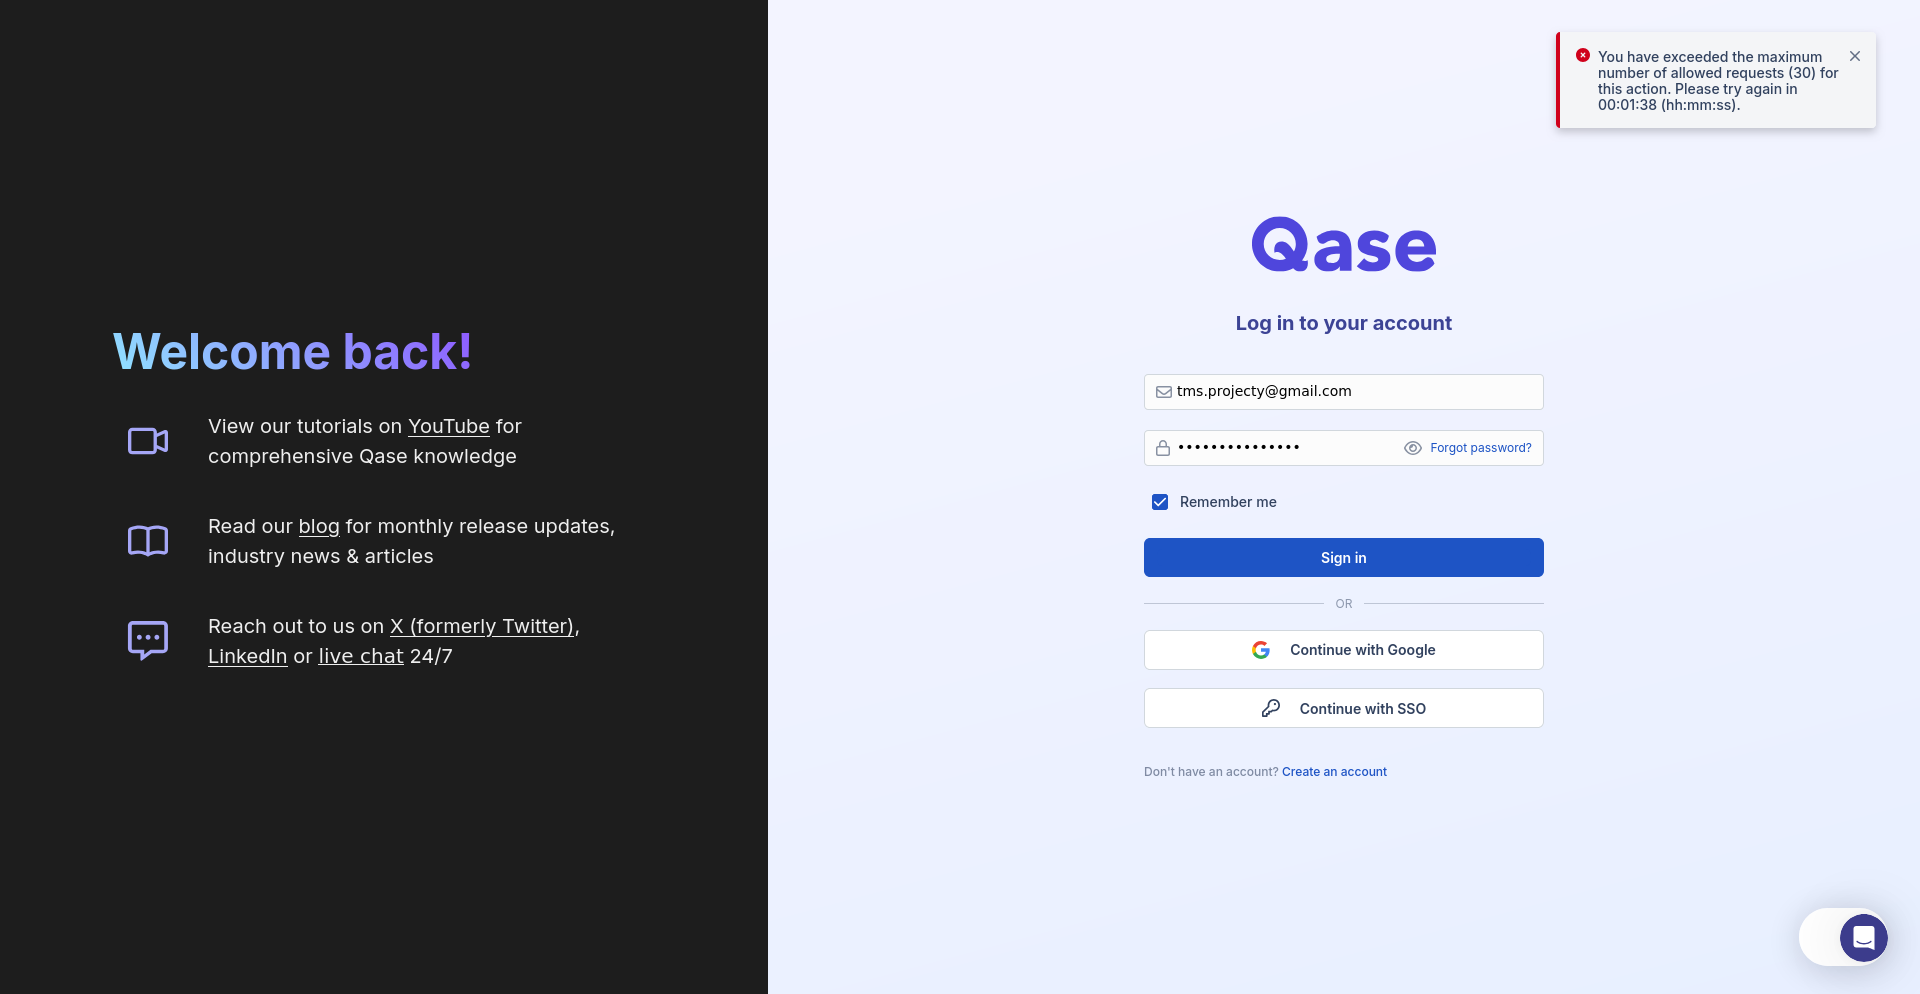 You have exceeded the maximum
number of allowed requests (30) for
this action. Please try again in
00:01:38 (hh:mm:ss).
Welcome back!
View our tutorials on YouTube for
comprehensive Qase knowledge
Read our blog for monthly release updates,
industry news & articles
Reach out to us on X (formerly Twitter),
LinkedIn or live chat 24/7
Qase
Log in to your account
tms.projecty@gmail.com
•••••••••••••••
Forgot password?
Remember me
Sign in
OR
Continue with Google
Continue with SSO
Don't have an account? Create an account